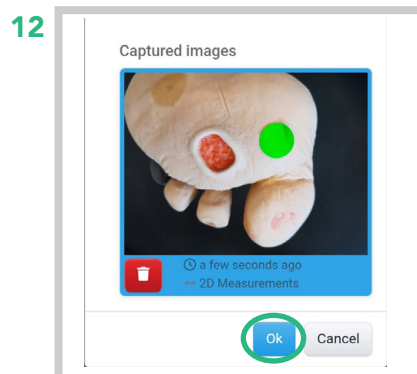 12
Captured images
a few seconds ago
2D Measurements
Ok
Cancel